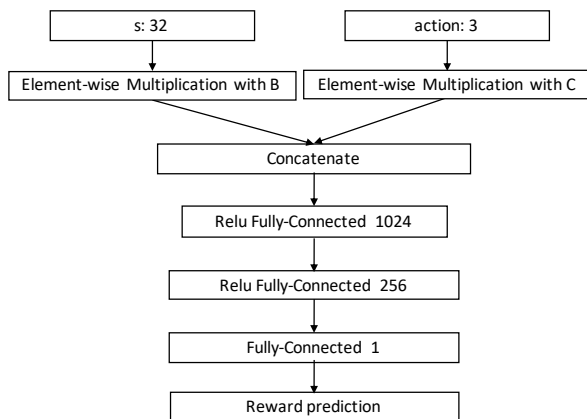 s: 32
action: 3
Element-wise Multiplication with B
Element-wise Multiplication with C
Concatenate
Relu Fully-Connected 1024
Relu Fully-Connected 256
Fully-Connected 1
Reward prediction